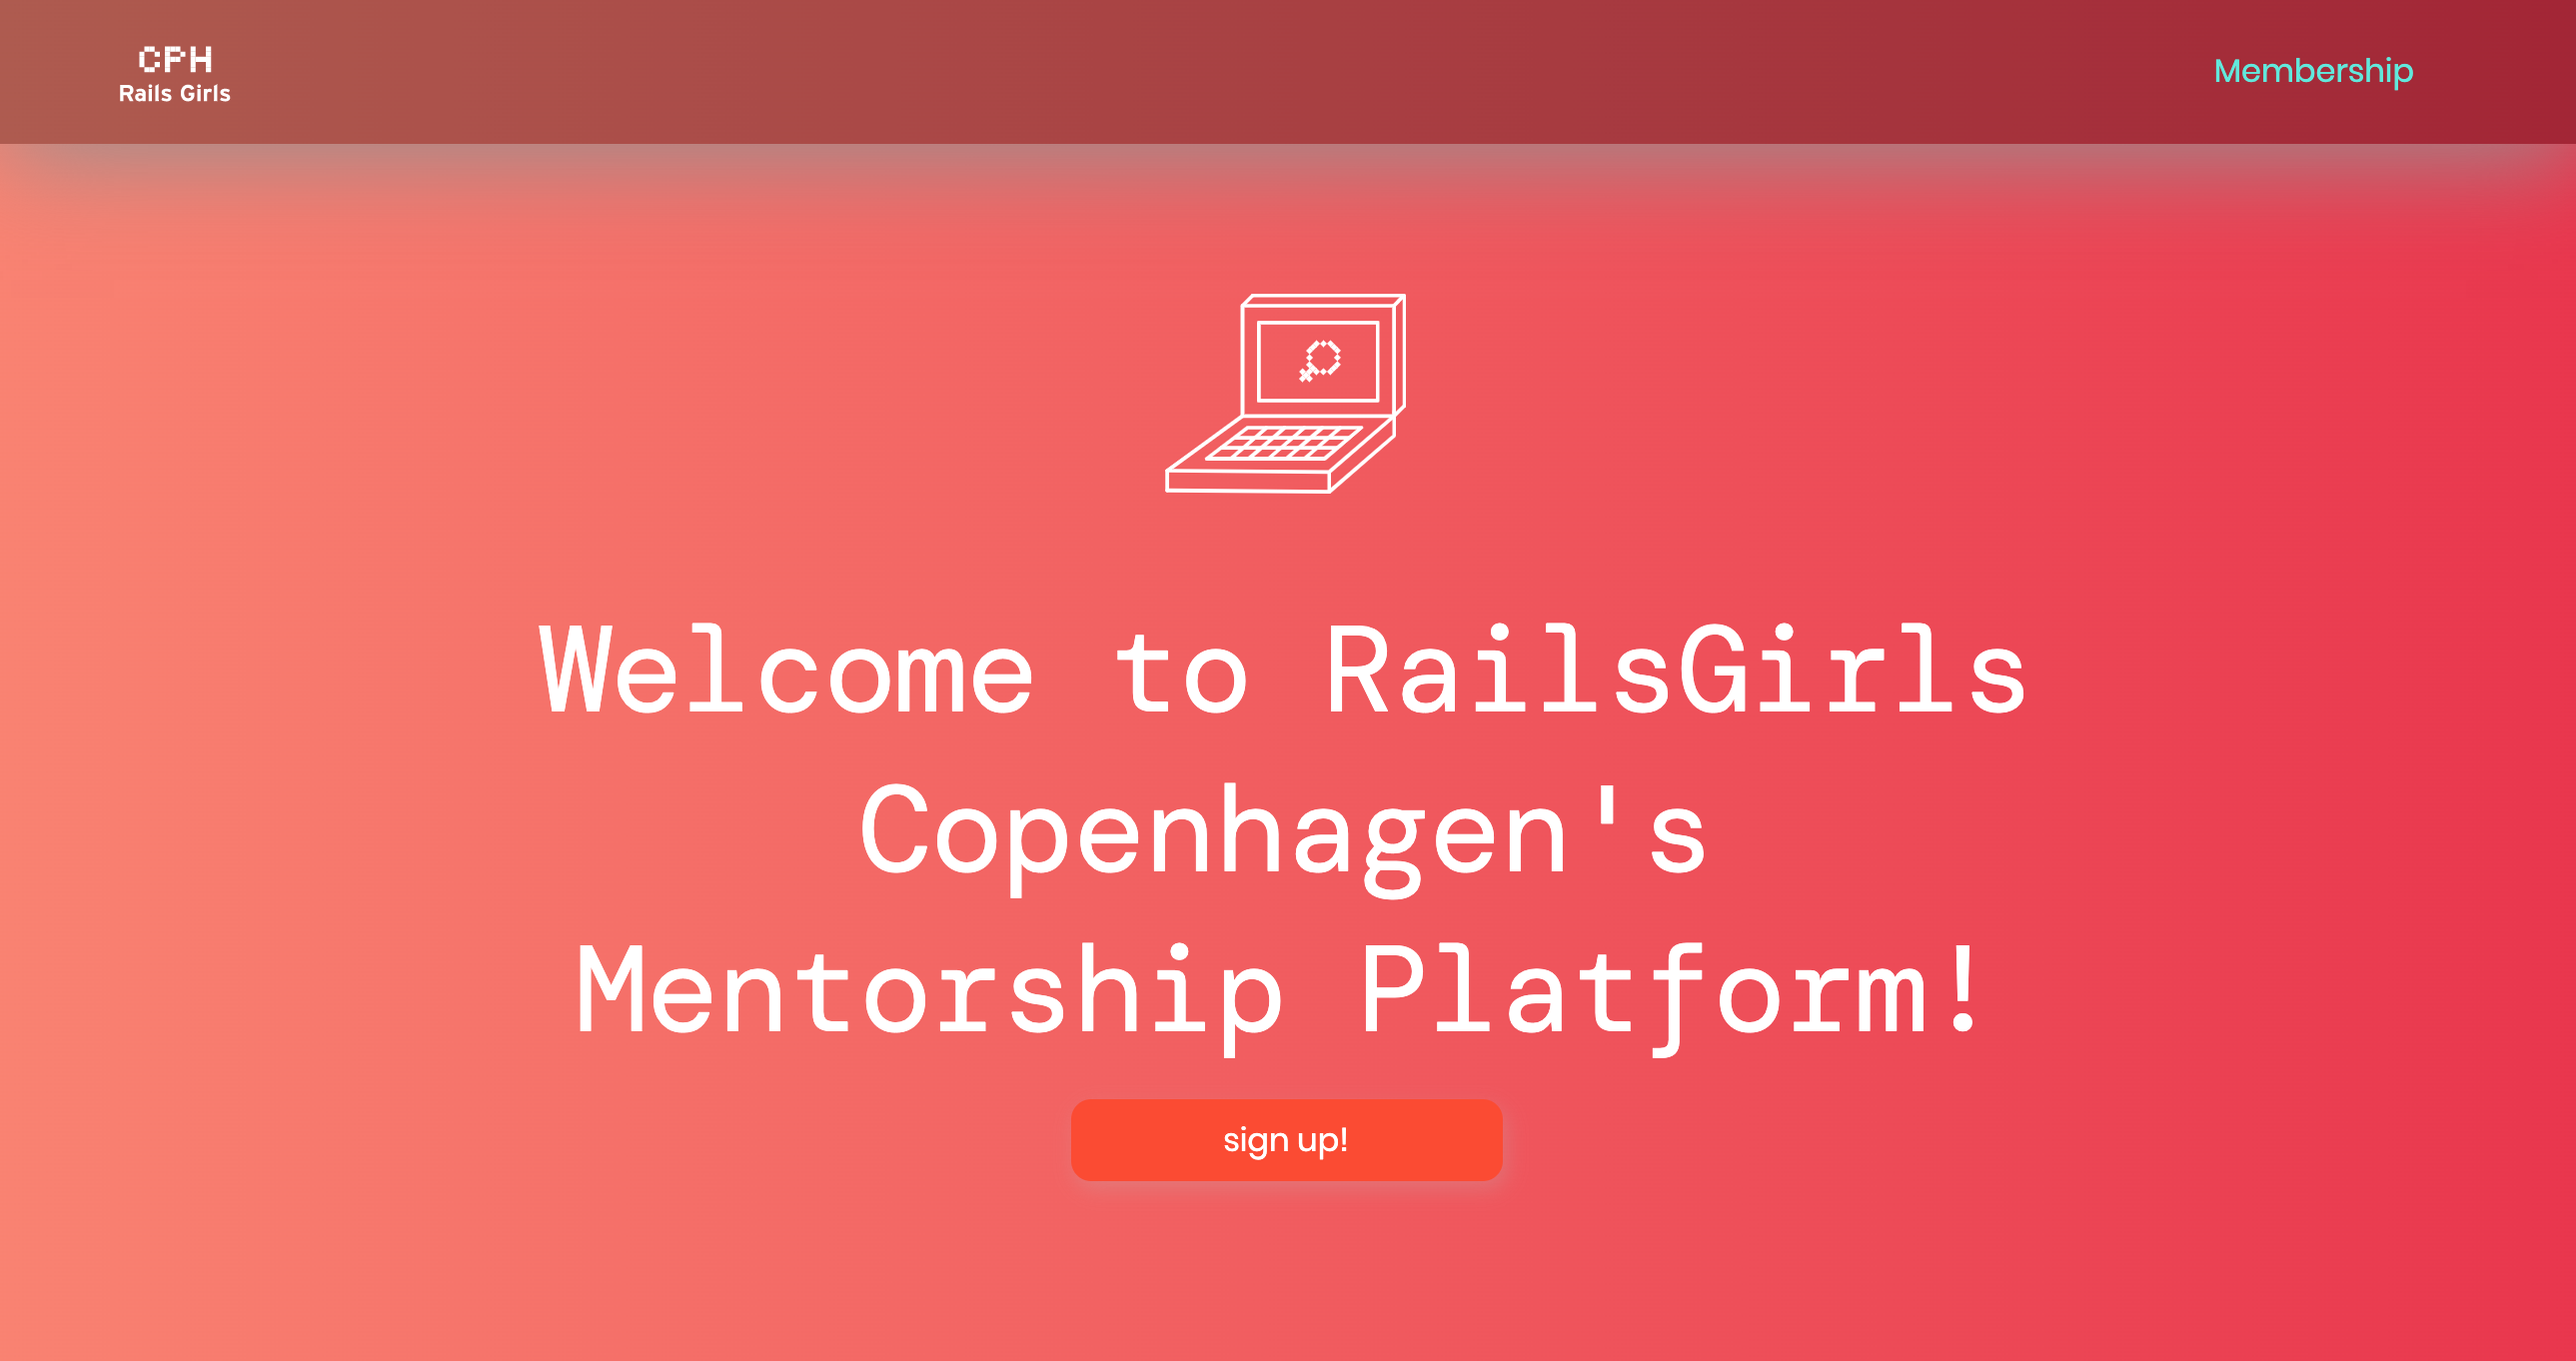 CPH
Rails Girls
Membership
Welcome to RailsGirls
Copenhagen's
Mentorship Platform!
sign up!